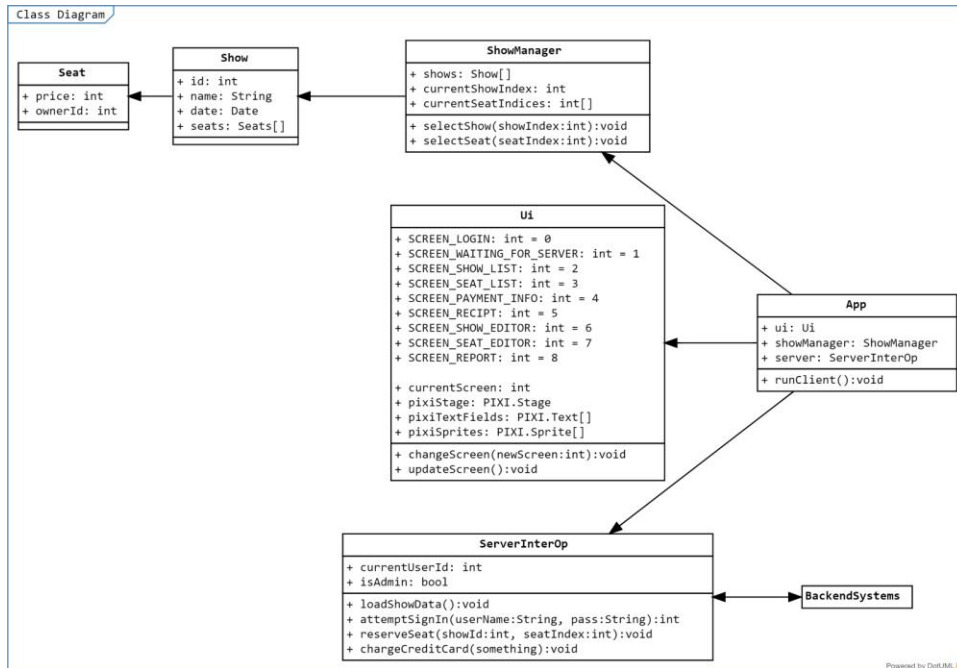 Class Diagram
Seat
+ price: int
+ ownerId: int
Show
+ id: int
+ name: String
+ date: Date
+ seats: Seats[]
ShowManager
+ shows: Show[]
+ currentShowIndex: int
+ currentSeatIndices: int[]
+ selectShow(showIndex:int):void
+ selectSeat(seatIndex:int):void
Ui
+ SCREEN_LOGIN: int = 0
+ SCREEN_WAITING_FOR_SERVER: int = 1
+ SCREEN_SHOW_LIST: int = 2
+ SCREEN_SEAT_LIST: int = 3
+ SCREEN_PAYMENT_INFO: int = 4
+ SCREEN_RECIPT: int = 5
+ SCREEN_SHOW_EDITOR: int = 6
+ SCREEN_SEAT_EDITOR: int = 7
+ SCREEN_REPORT: int = 8
+ currentScreen: int
+ pixiStage: PIXI.Stage
+ pixiTextFields: PIXI.Text[]
+ pixiSprites: PIXI.Sprite[]
+ changeScreen(newScreen:int):void
+ updateScreen():void
App
+ ui: Ui
+ showManager: ShowManager
+ server: ServerInterOp
+ runClient():void
ServerInterOp
+ currentUserId: int
+ isAdmin: bool
+ loadShowData():void
+ attemptSignIn(userName:String, pass:String):int
+ reserveSeat(showId:int, seatIndex:int):void
+ chargeCreditCard(something):void
BackendSystems
Powered by DotUML